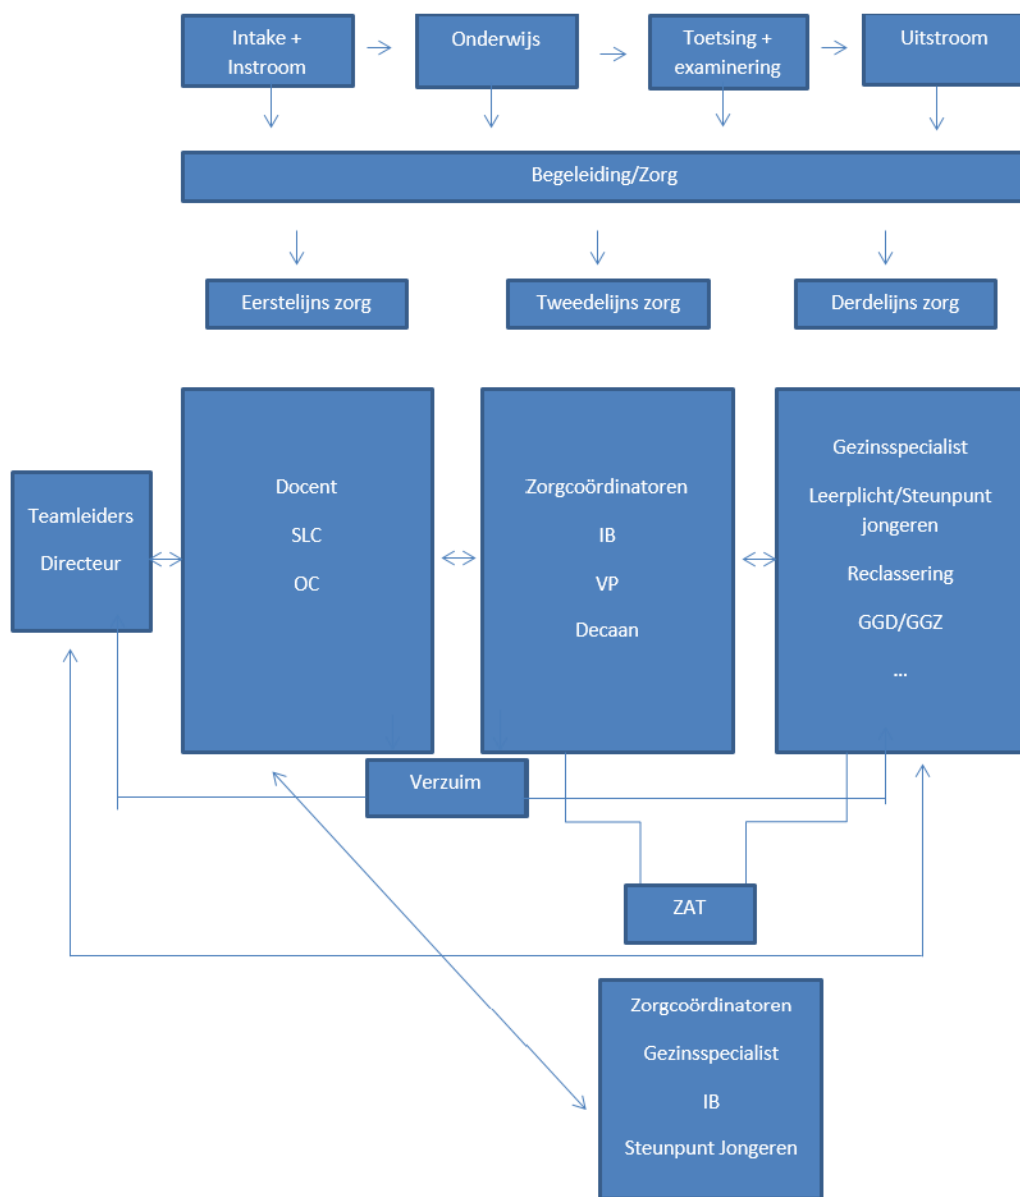 Intake +
Instroom
Onderwijs
Toetsing +
examinering
Uitstroom
Begeleiding/Zorg
Eerstelijns zorg
Tweedelijns zorg
Derdelijns zorg
Teamleiders
Directeur
Docent
SLC
OC
Zorgcoördinatoren
IB
VP
Decaan
Gezinsspecialist
Leerplicht/Steunpunt
jongeren
Reclassering
GGD/GGZ
...
Verzuim
ZAT
Zorgcoördinatoren
Gezinsspecialist
IB
Steunpunt Jongeren